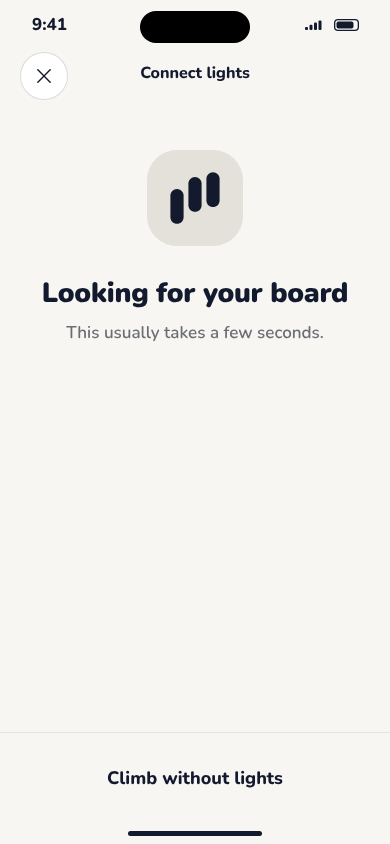 9:41
Connect lights
Looking for your board
This usually takes a few seconds.
Climb without lights